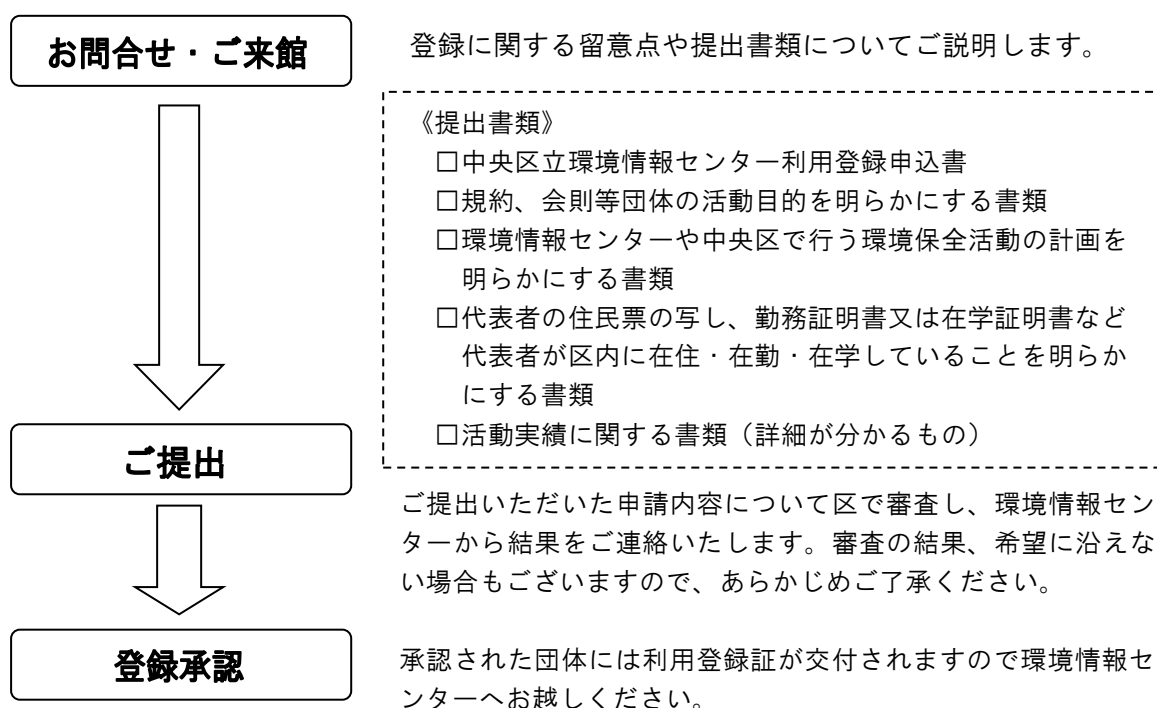 お問合せ・ご来館
登録に関する留意点や提出書類についてご説明します。
《提出書類》
□中央区立環境情報センター利用登録申込書
□規約、会則等団体の活動目的を明らかにする書類
□環境情報センターや中央区で行う環境保全活動の計画を
明らかにする書類
□代表者の住民票の写し、勤務証明書又は在学証明書など
代表者が区内に在住・在勤・在学していることを明らか
にする書類
□活動実績に関する書類（詳細が分かるもの）
ご提出
ご提出いただいた申請内容について区で審査し、環境情報セン
ターから結果をご連絡いたします。審査の結果、希望に沿えな
い場合もございますので、あらかじめご了承ください。
登録承認
承認された団体には利用登録証が交付されますので環境情報セ
ンターへお越しください。